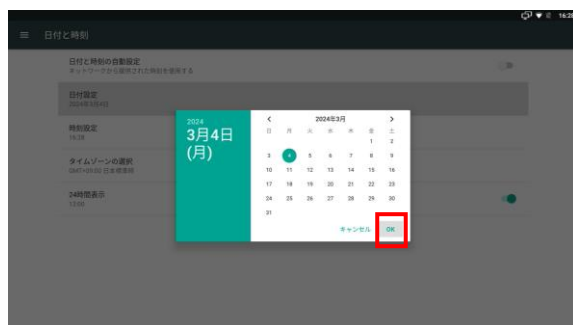 16:28
日付と時刻
日付と時刻の自動設定
ネットワークから提供された時刻を使用する
日付設定
2024年3月4日
時刻設定
16:28
タイムゾーンの選択
GMT+09:00 日本標準時
24時間表示
13:00
2024
3月4日
(月)
2024年3月
日 月 火 水 木 金 土
1 2
3 4 5 6 7 8 9
10 11 12 13 14 15 16
17 18 19 20 21 22 23
24 25 26 27 28 29 30
31
キャンセル OK